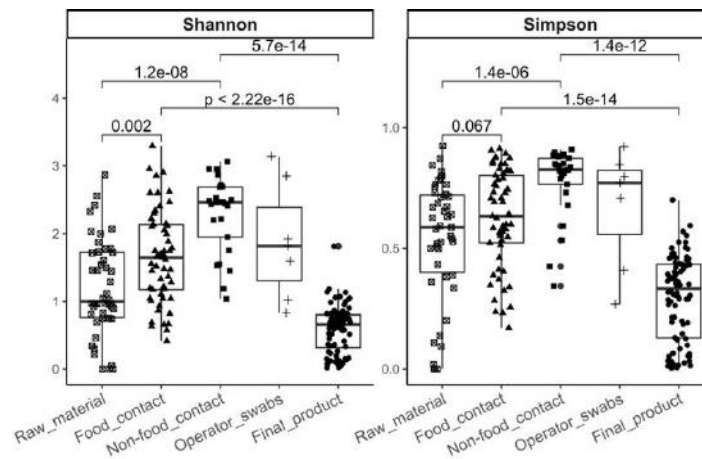 Shannon
Simpson
5.7e-14
1.4e-12
1.2e-08
1.4e-06
p < 2.22e-16
1.5e-14
0.002
0.067
4
3
2
1
0
1.0
0.5
0.0
Raw_material
Food_contact
Non-food_contact
Operator_swabs
Final_product
Raw_material
Food_contact
Non-food_contact
Operator_swabs
Final_product